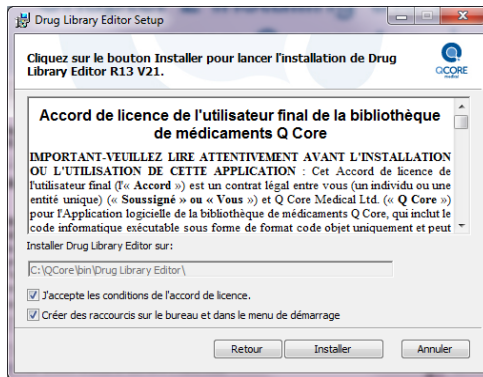 Drug Library Editor Setup
Cliquez sur le bouton Installer pour lancer l'installation de Drug
Library Editor R13 V21.
QCORE
medical
Accord de licence de l'utilisateur final de la bibliothèque
de médicaments Q Core
IMPORTANT-VEUILLEZ LIRE ATTENTIVEMENT AVANT L'INSTALLATION
OU L'UTILISATION DE CETTE APPLICATION : Cet Accord de licence de
l'utilisateur final (l'« Accord ») est un contrat légal entre vous (un individu ou une
entité unique) (« Soussigné » ou « Vous ») et Q Core Medical Ltd. (« Q Core »)
pour l'Application logicielle de la bibliothèque de médicaments Q Core, qui inclut le
code informatique exécutable sous forme de format code objet uniquement et peut
Installer Drug Library Editor sur:
C:\QCore\bin\Drug Library Editor\
J'accepte les conditions de l'accord de licence.
Créer des raccourcis sur le bureau et dans le menu de démarrage
Retour
Installer
Annuler